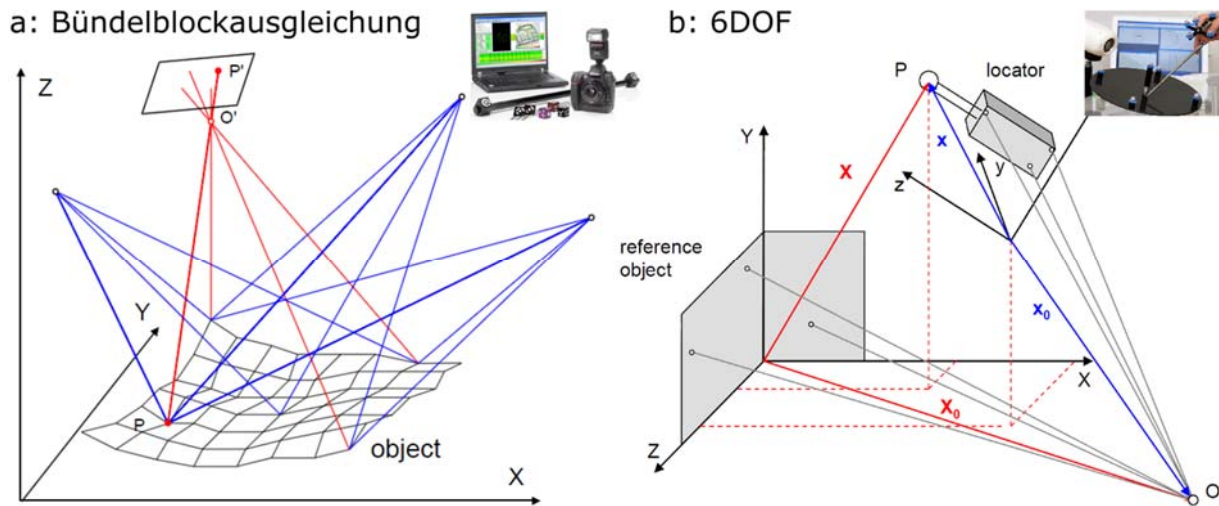 a: Bündelblockausgleichung
b: 6DOF
Z
P'
O'
Y
P
object
X
P
locator
Y
X
x
y
z
reference
object
x₀
X
X₀
Z
O